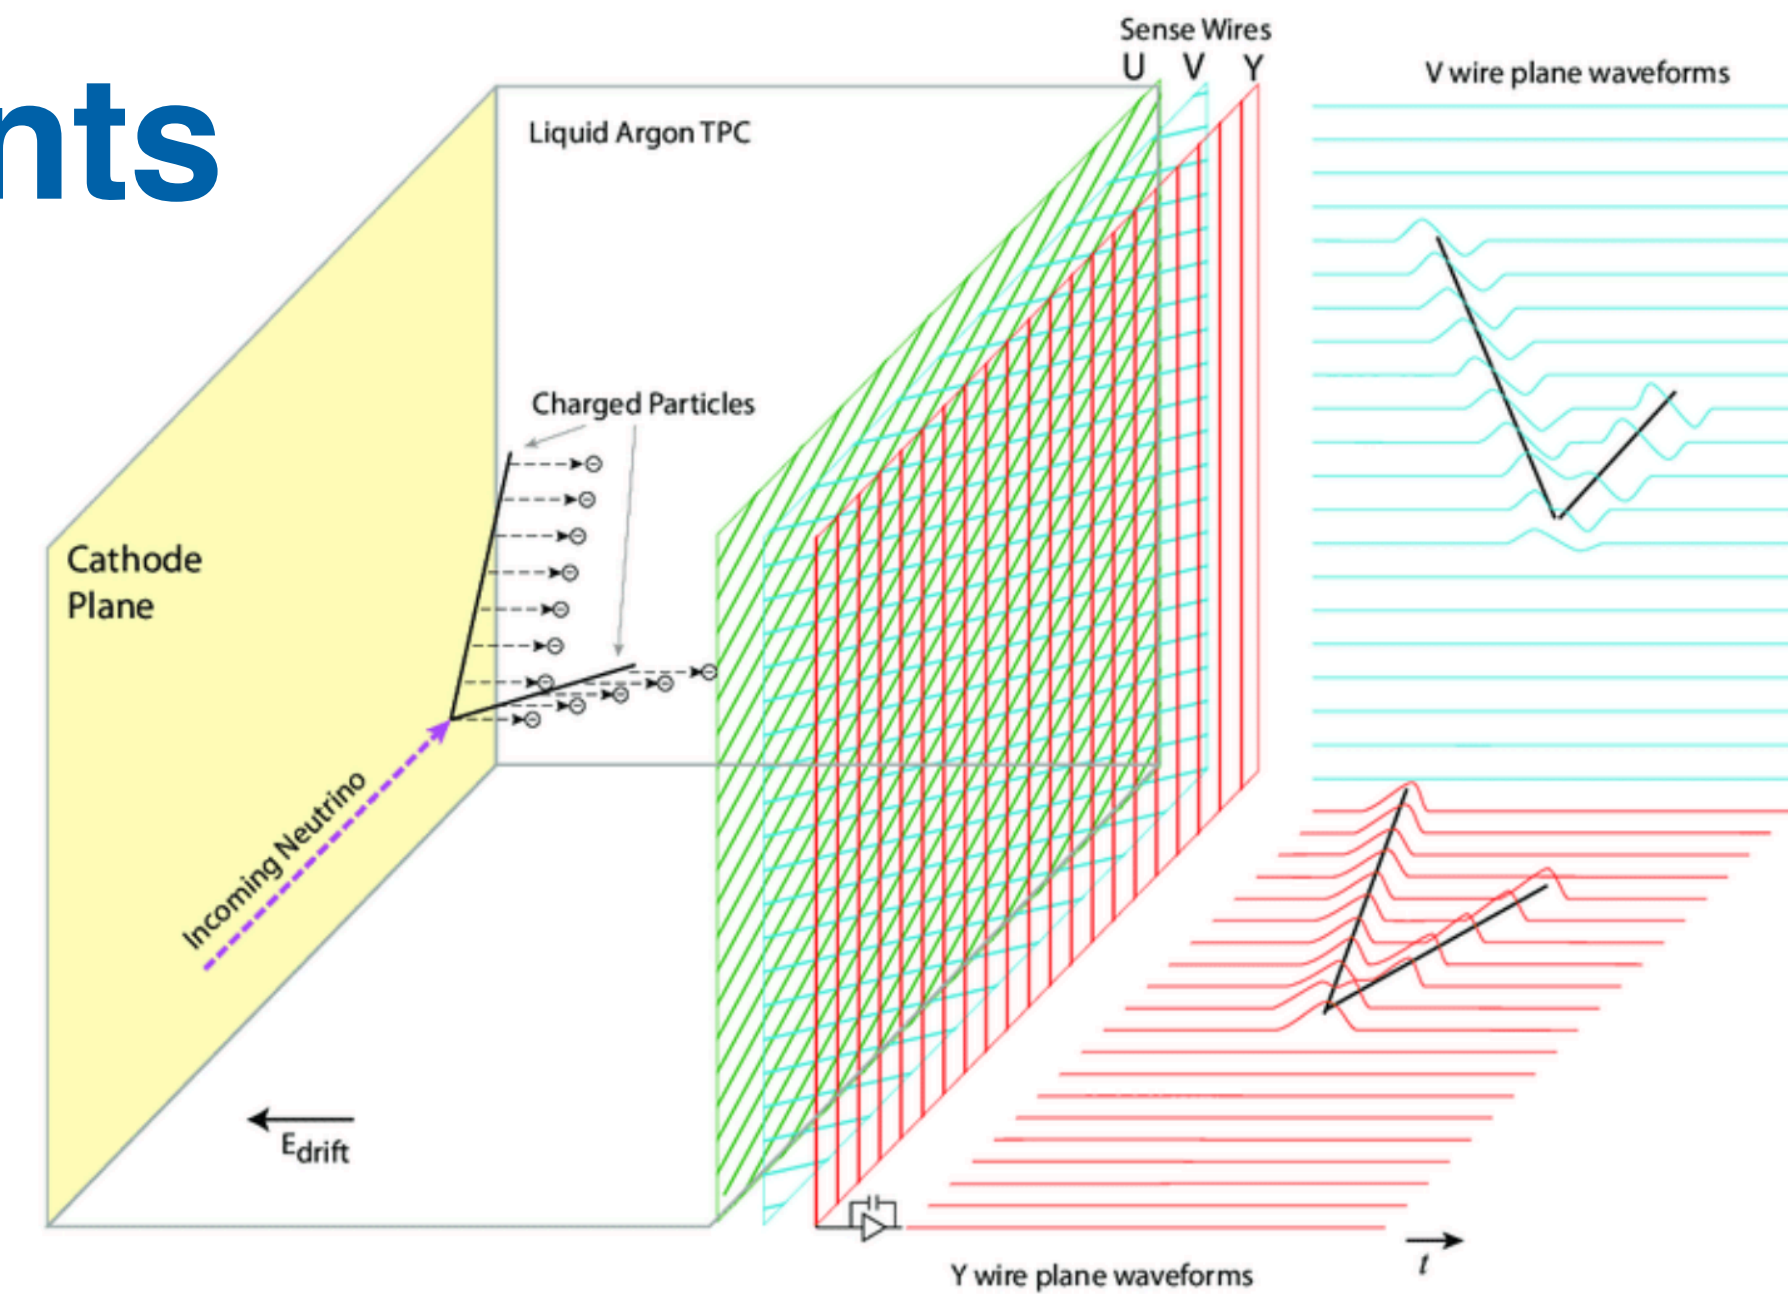 nts
Sense Wires
U V Y
V wire plane waveforms
Liquid Argon TPC
Charged Particles
Cathode
Plane
Incoming Neutrino
Edrift
t
Y wire plane waveforms